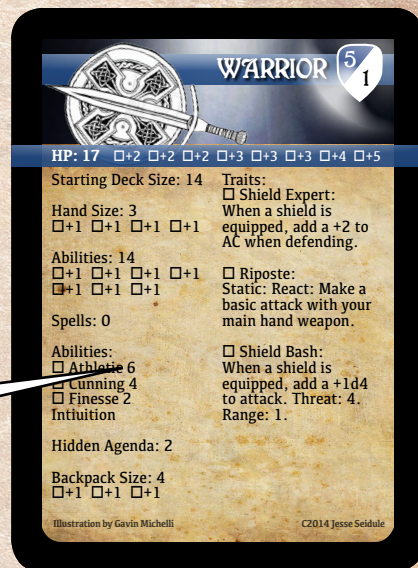 WARRIOR
5
1
HP: 17 ☐+2 ☐+2 ☐+2 ☐+3 ☐+3 ☐+3 ☐+4 ☐+5
Starting Deck Size: 14
Hand Size: 3
☐+1 ☐+1 ☐+1 ☐+1
Abilities: 14
☐+1 ☐+1 ☐+1 ☐+1
☐+1 ☐+1 ☐+1
Spells: 0
Abilities:
☐ Athletic 6
☐ Cunning 4
☐ Finesse 2
Intiuition
Hidden Agenda: 2
Backpack Size: 4
☐+1 ☐+1 ☐+1
Traits:
☐ Shield Expert:
When a shield is
equipped, add a +2 to
AC when defending.
☐ Riposte:
Static: React: Make a
basic attack with your
main hand weapon.
☐ Shield Bash:
When a shield is
equipped, add a +1d4
to attack. Threat: 4.
Range: 1.
Illustration by Gavin Michelli
C2014 Jesse Seidule